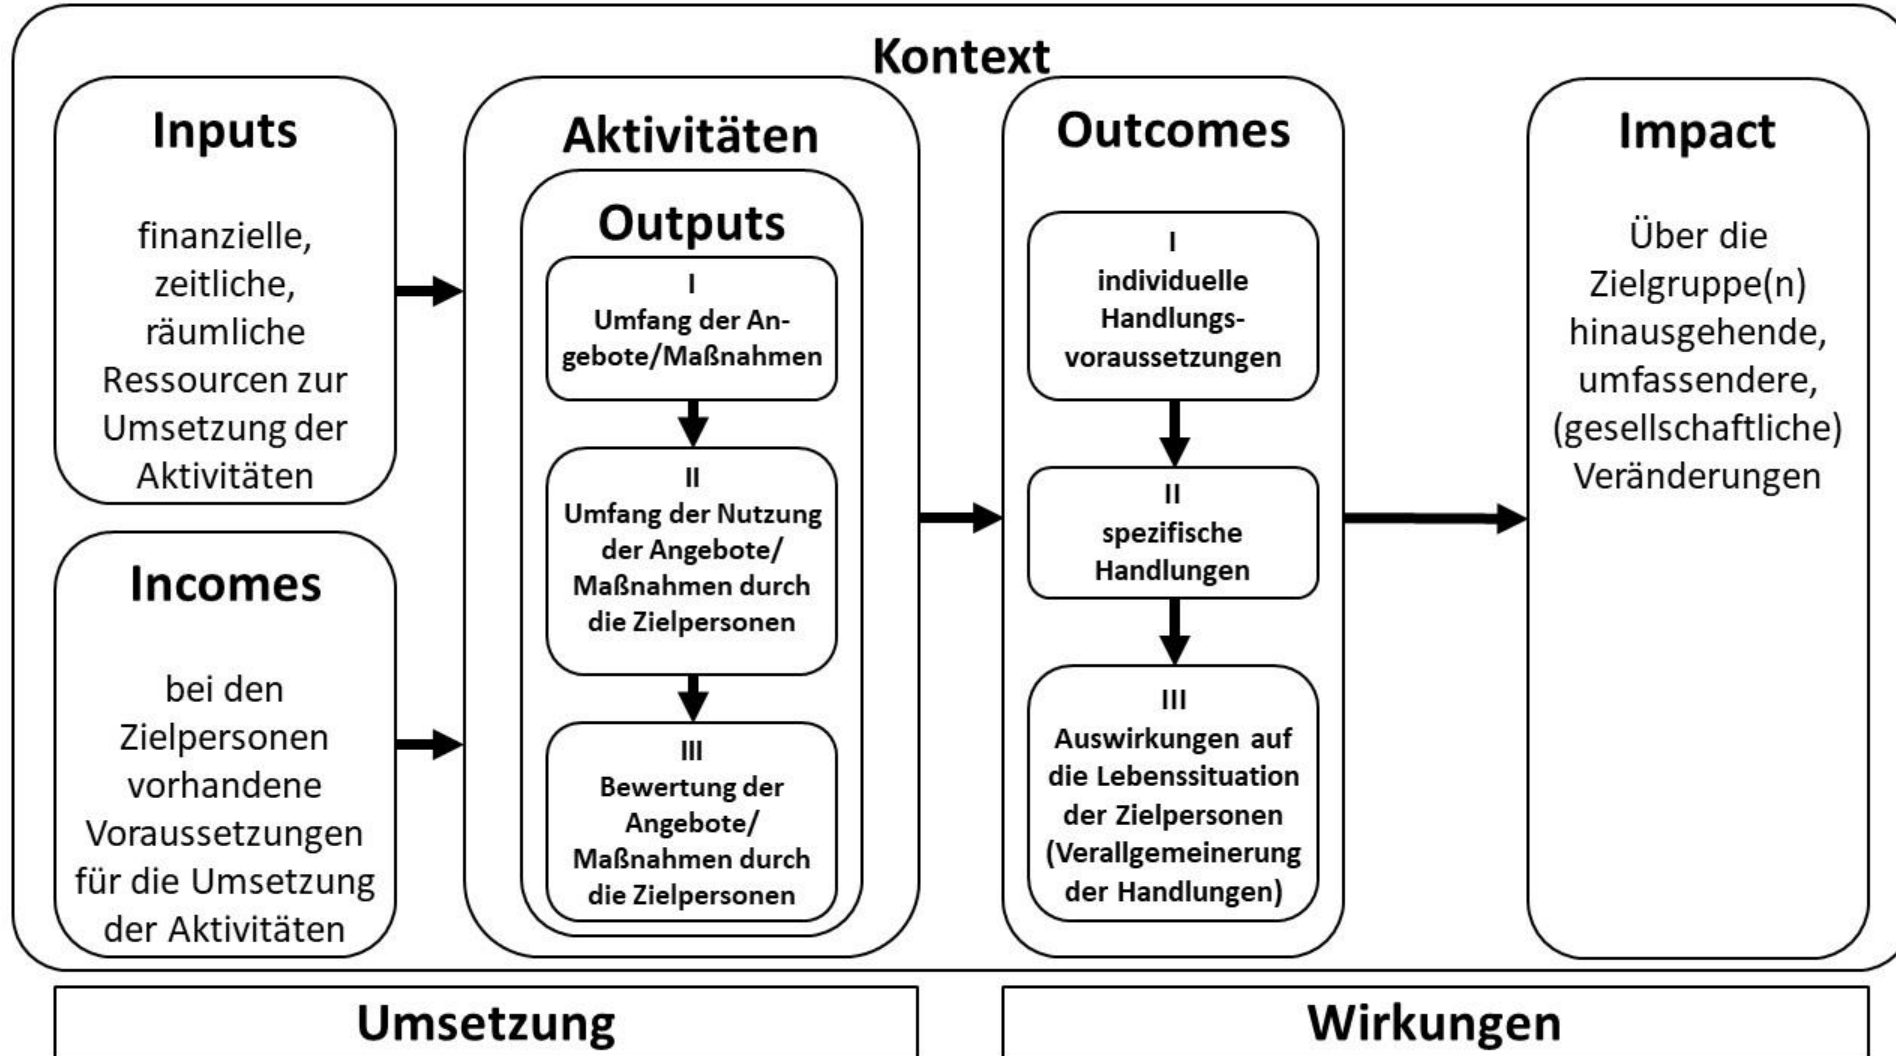 Kontext
Inputs
finanzielle,
zeitliche,
räumliche
Ressourcen zur
Umsetzung der
Aktivitäten
Incomes
bei den
Zielpersonen
vorhandene
Voraussetzungen
für die Umsetzung
der Aktivitäten
Aktivitäten
Outputs
I
Umfang der An-
gebote/Maßnahmen
II
Umfang der Nutzung
der Angebote/
Maßnahmen durch
die Zielpersonen
III
Bewertung der
Angebote/
Maßnahmen durch
die Zielpersonen
Outcomes
I
individuelle
Handlungs-
voraussetzungen
II
spezifische
Handlungen
III
Auswirkungen auf
die Lebenssituation
der Zielpersonen
(Verallgemeinerung
der Handlungen)
Impact
Über die
Zielgruppe(n)
hinausgehende,
umfassendere,
(gesellschaftliche)
Veränderungen
Umsetzung
Wirkungen